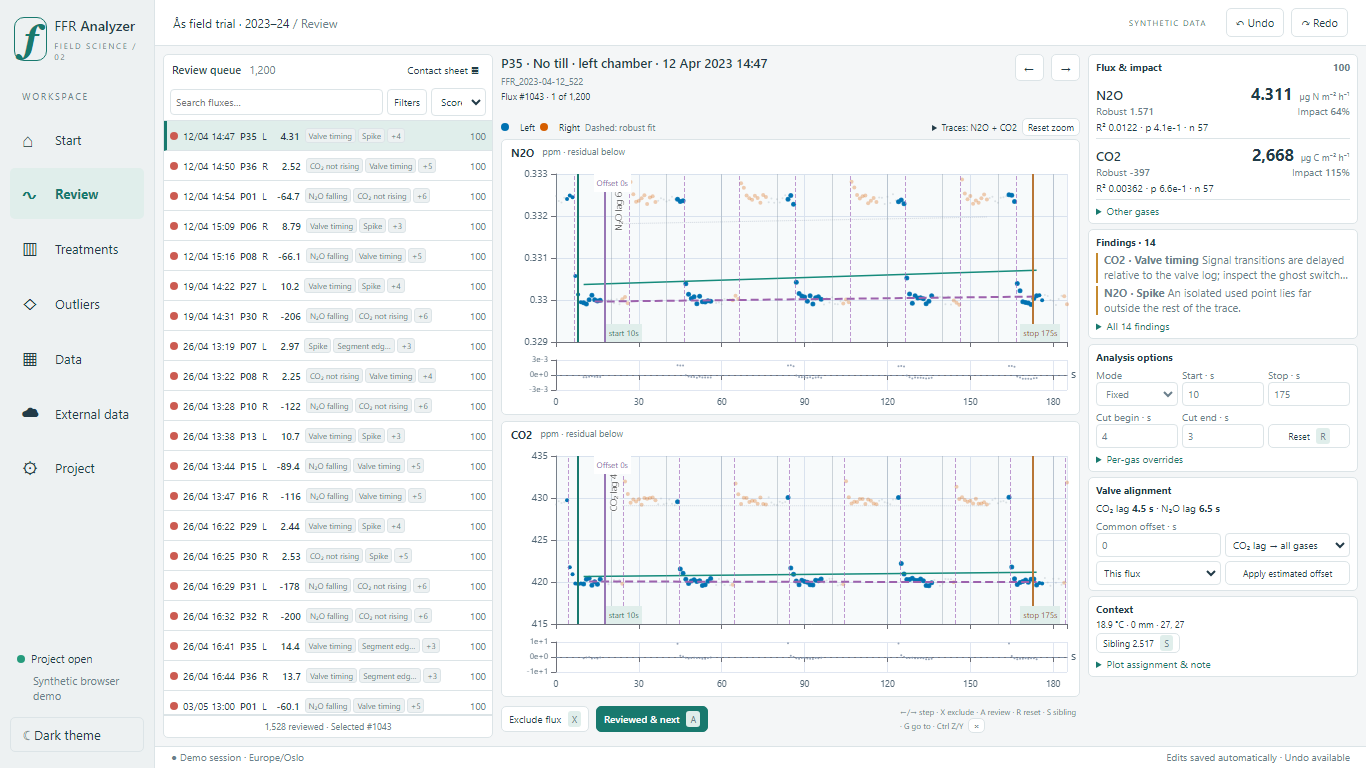 f FFR Analyzer
FIELD SCIENCE /
02
WORKSPACE
Start
Review
Treatments
Outliers
Data
External data
Project
Project open
Synthetic browser
demo
Dark theme
Ås field trial · 2023–24 / Review
SYNTHETIC DATA
Undo
Redo
Review queue 1,200
Contact sheet
Search fluxes...
Filters
Score
12/04 14:47 P35 L 4.31 Valve timing Spike +4 100
12/04 14:50 P36 R 2.52 CO₂ not rising Valve timing +5 100
12/04 14:54 P01 L -64.7 N₂O falling CO₂ not rising +6 100
12/04 15:09 P06 R 8.79 Valve timing Spike +3 100
12/04 15:16 P08 R -66.1 N₂O falling Valve timing +5 100
19/04 14:22 P27 L 10.2 Valve timing Spike +4 100
19/04 14:31 P30 R -206 N₂O falling CO₂ not rising +6 100
26/04 13:19 P07 L 2.97 Spike Segment edg... +3 100
26/04 13:22 P08 R 2.25 CO₂ not rising Valve timing +4 100
26/04 13:28 P10 R -122 N₂O falling CO₂ not rising +6 100
26/04 13:38 P13 L 10.7 Valve timing Spike +3 100
26/04 13:44 P15 L -89.4 N₂O falling Valve timing +5 100
26/04 13:47 P16 R -116 N₂O falling Valve timing +5 100
26/04 16:22 P29 L 2.44 Valve timing Spike +4 100
26/04 16:25 P30 R 2.53 CO₂ not rising Spike +5 100
26/04 16:29 P31 L -178 N₂O falling CO₂ not rising +6 100
26/04 16:32 P32 R -200 N₂O falling CO₂ not rising +6 100
26/04 16:41 P35 L 14.4 Valve timing Segment edg... +3 100
26/04 16:44 P36 R 13.7 Valve timing Segment edg... +3 100
03/05 13:00 P01 L -60.1 N₂O falling Valve timing +5 100
1,528 reviewed · Selected #1043
P35 · No till · left chamber · 12 Apr 2023 14:47
FFR_2023-04-12_522
Flux #1043 · 1 of 1,200
← →
Left Right Dashed: robust fit
Traces: N2O + CO2
Reset zoom
N2O ppm · residual below
0.333
0.332
0.331
0.33
0.329
Offset 0s
N₂O lag 6
start 10s
stop 175s
3e-3
0e+0
-3e-3
S
0 30 60 90 120 150 180
CO2 ppm · residual below
435
430
420
415
Offset 0s
CO₂ lag 4
start 10s
stop 175s
1e+1
0e+0
-1e+1
S
0 30 60 90 120 150 180
Exclude flux X
Reviewed & next A
←/→ step · X exclude · A review · R reset · S sibling
· G go to · Ctrl Z/Y ×
Flux & impact 100
N2O 4.311 µg N m⁻² h⁻¹
Robust 1.571 Impact 64%
R² 0.0122 · p 4.1e-1 · n 57
CO2 2,668 µg C m⁻² h⁻¹
Robust -397 Impact 115%
R² 0.00362 · p 6.6e-1 · n 57
Other gases
Findings · 14
CO2 · Valve timing Signal transitions are delayed
relative to the valve log; inspect the ghost switch...
N2O · Spike An isolated used point lies far
outside the rest of the trace.
All 14 findings
Analysis options
Mode Start · s Stop · s
Fixed 10 175
Cut begin · s Cut end · s
4 3 Reset R
Per-gas overrides
Valve alignment
CO₂ lag 4.5 s · N₂O lag 6.5 s
Common offset · s
0 CO₂ lag → all gases
This flux Apply estimated offset
Context
18.9 °C · 0 mm · 27, 27
Sibling 2.517 S
Plot assignment & note
Demo session · Europe/Oslo
Edits saved automatically · Undo available